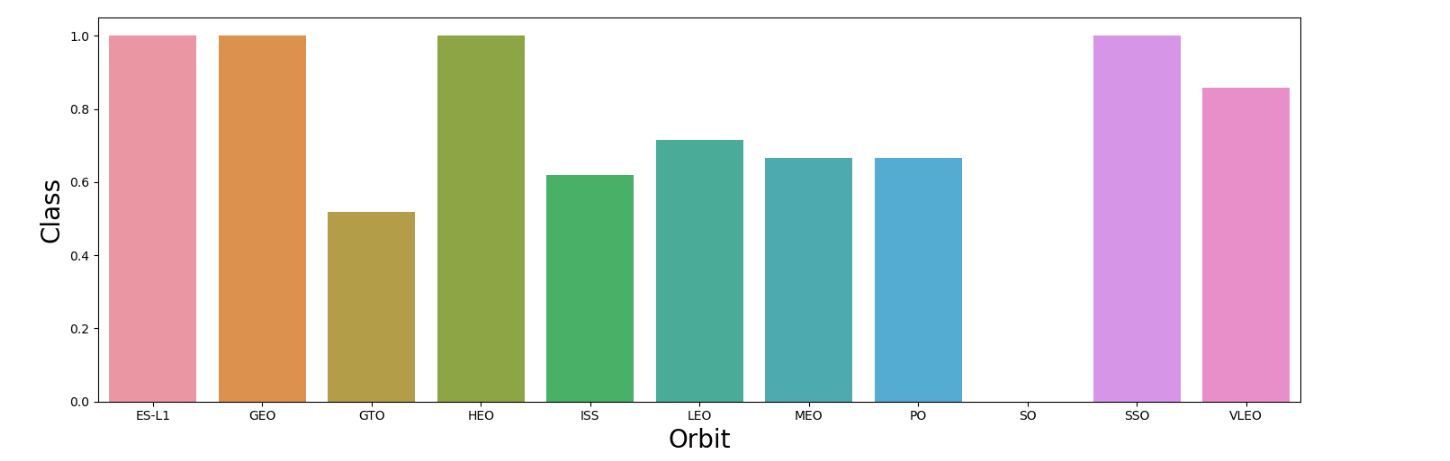 1.0
0.8
0.6
0.4
0.2
0.0
Class
ES-L1 GEO GTO HEO ISS LEO MEO PO SO SSO VLEO
Orbit